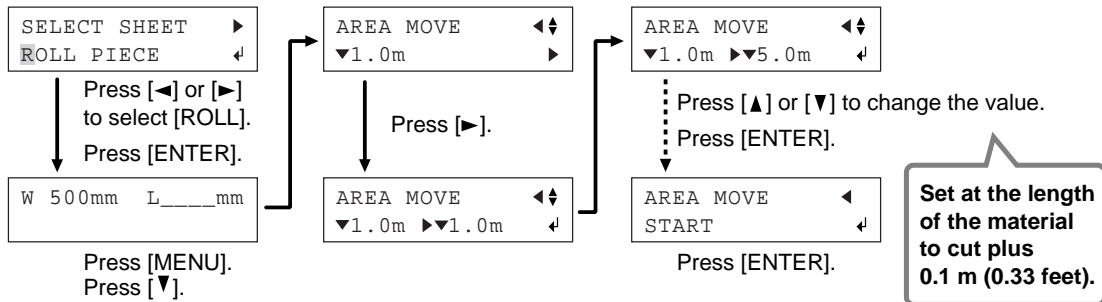 SELECT SHEET ▶
ROLL PIECE ↵
Press [◄] or [►]
to select [ROLL].
Press [ENTER].
W 500mm L____mm
Press [MENU].
Press [▼].
AREA MOVE ◀▲▼
▼1.0m ▶
Press [►].
AREA MOVE ◀▲▼
▼1.0m ▶▼1.0m ↵
AREA MOVE ◀▲▼
▼1.0m ▶▼5.0m ↵
Press [▲] or [▼] to change the value.
Press [ENTER].
AREA MOVE ◀
START ↵
Press [ENTER].
Set at the length
of the material
to cut plus
0.1 m (0.33 feet).